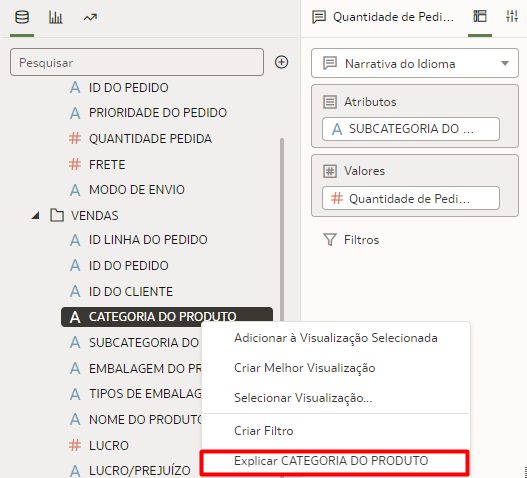 Pesquisar
A ID DO PEDIDO
A PRIORIDADE DO PEDIDO
# QUANTIDADE PEDIDA
# FRETE
A MODO DE ENVIO
VENDAS
A ID LINHA DO PEDIDO
A ID DO PEDIDO
A ID DO CLIENTE
A CATEGORIA DO PRODUTO
A SUBCATEGORIA DO
A EMBALAGEM DO PR
A TIPOS DE EMBALAG
A NOME DO PRODUTO
# LUCRO
A LUCRO/PREJUÍZO
Adicionar à Visualização Selecionada
Criar Melhor Visualização
Selecionar Visualização...
Criar Filtro
Explicar CATEGORIA DO PRODUTO
Quantidade de Pedi...
Narrativa do Idioma
Atributos
A SUBCATEGORIA DO ...
Valores
# Quantidade de Pedi...
Filtros